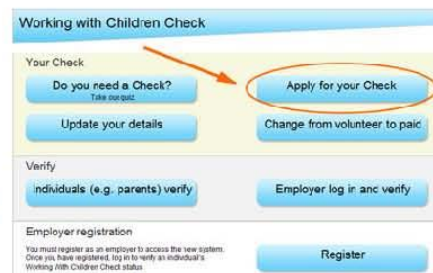 Working with Children Check
Your Check
Do you need a Check?
Take our quiz
Apply for your Check
Update your details
Change from volunteer to paid
Verify
Individuals (e.g. parents) verify
Employer log in and verify
Employer registration
You must register as an employer to access the new system.
Once you have registered, log in to verify an individual's
Working With Children Check status
Register